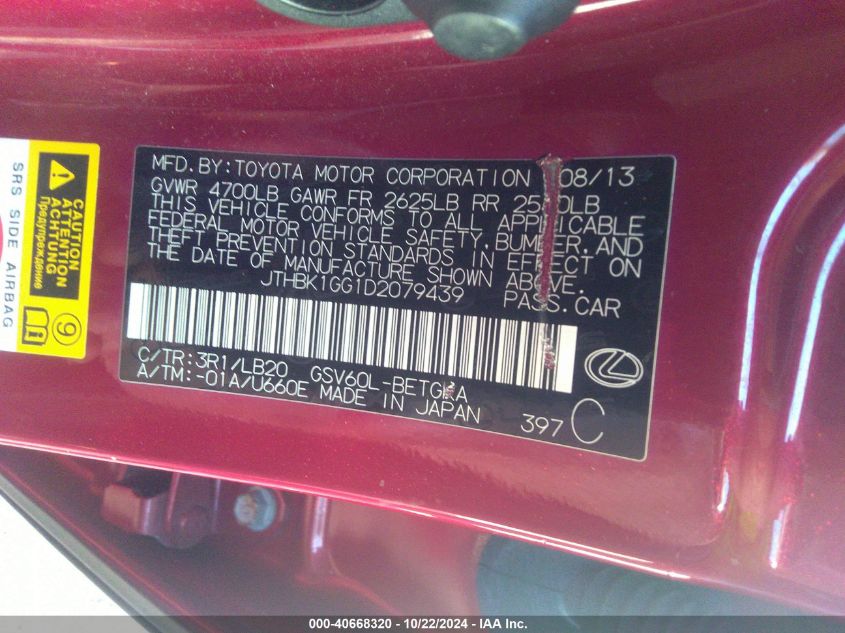 MFD.BY:TOYOTA MOTOR CORPORATION 08/13
GVWR 4700LB GAWR FR 2625LB RR
THIS VEHICLE CONFORMS TO ALL APPLICABLE
FEDERAL MOTOR VEHICLE SAFETY, BUMPER, AND
THEFT PREVENTION STANDARDS IN EFFECT ON
THE DATE OF MANUFACTURE SHOWN ABOVE.
JTHBK1GG1D2079439 PASS.CAR
C/TR:3R1/LB20 GSV60L-BETGKA
A/TM:-01A/U660E MADE IN JAPAN
397 C
CAUTION
ATTENTION
ACHTUNG
Предупреждение
9
SRS SIDE AIRBAG
000-40668320 - 10/22/2024 - IAA Inc.